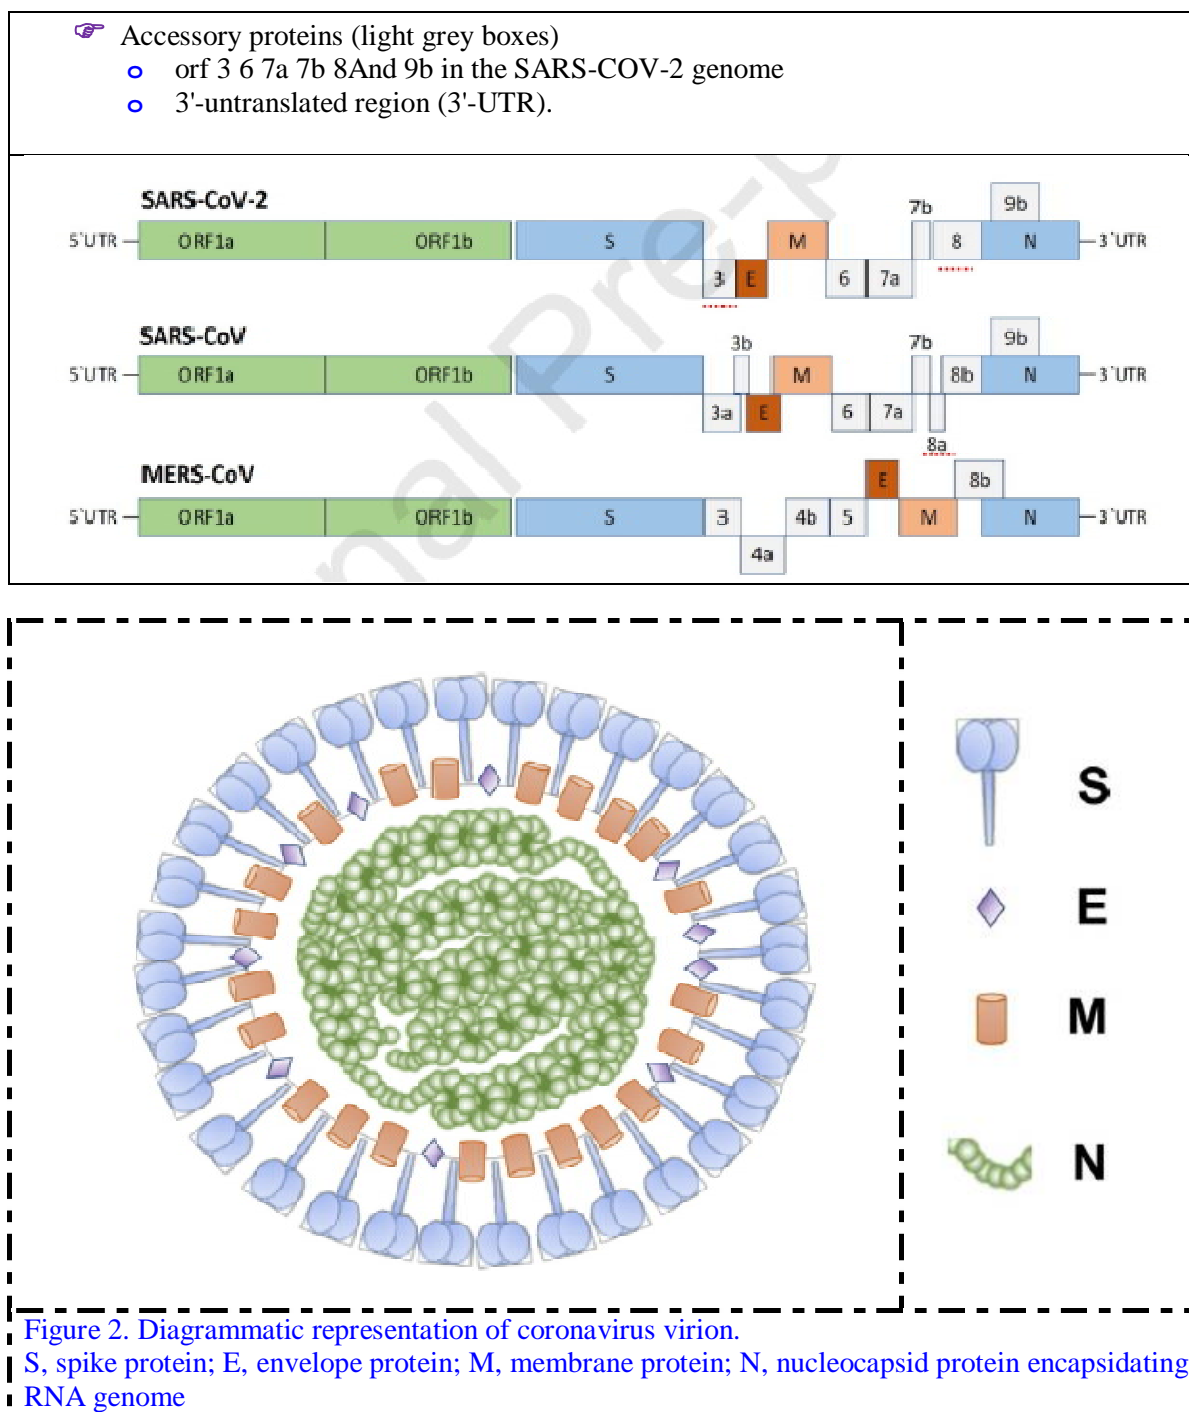 ☞ Accessory proteins (light grey boxes)
o orf 3 6 7a 7b 8And 9b in the SARS-COV-2 genome
o 3'-untranslated region (3'-UTR).
SARS-CoV-2
7b 9b
5`UTR ORF1a ORF1b S M 8 N 3`UTR
3 E 6 7a
SARS-CoV
3b 7b 9b
5`UTR ORF1a ORF1b S M 8b N 3`UTR
3a E 6 7a
8a
MERS-CoV
E 8b
5`UTR ORF1a ORF1b S 3 4b 5 M N 3`UTR
4a
nal Pre-p
S
E
M
N
Figure 2. Diagrammatic representation of coronavirus virion.
S, spike protein; E, envelope protein; M, membrane protein; N, nucleocapsid protein encapsidating
RNA genome